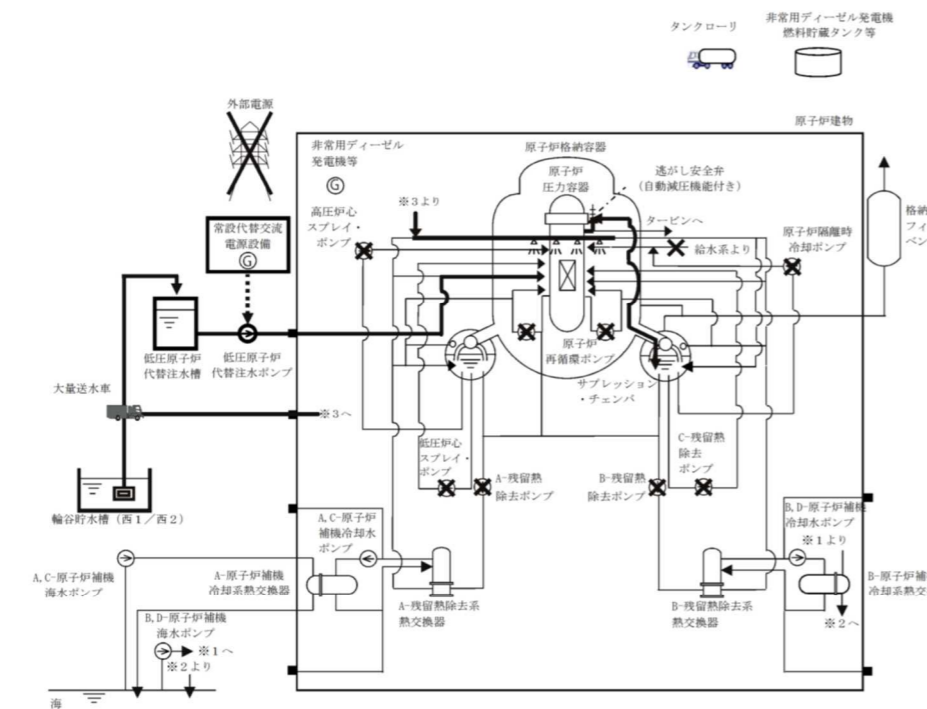 タンクローリ
非常用ディーゼル発電機
燃料貯蔵タンク等
外部電源
原子炉建物
非常用ディーゼル
発電機等
G
原子炉格納容器
原子炉
圧力容器
逃がし安全弁
(自動減圧機能付き)
※3より
タービンへ
格納
フィ
ベン
常設代替交流
電源設備
G
高圧炉心
スプレイ・
ポンプ
給水系より
原子炉隔離時
冷却ポンプ
低圧原子炉
代替注水槽
低圧原子炉
代替注水ポンプ
原子炉
再循環ポンプ
サプレッション
・チェンバ
大量送水車
※3へ
低圧炉心
スプレイ・
ポンプ
A-残留熱
除去ポンプ
B-残留熱
除去ポンプ
C-残留熱
除去
ポンプ
輪谷貯水槽(西1/西2)
A,C-原子炉補機
海水ポンプ
A-原子炉補機
冷却系熱交換器
A,C-原子炉
補機冷却水
ポンプ
A-残留熱除去系
熱交換器
B-残留熱除去系
熱交換器
B,D-原子炉補機
冷却水ポンプ
※1より
B-原子炉補
冷却系熱交
※2へ
B,D-原子炉補機
海水ポンプ
※1へ
※2より
海